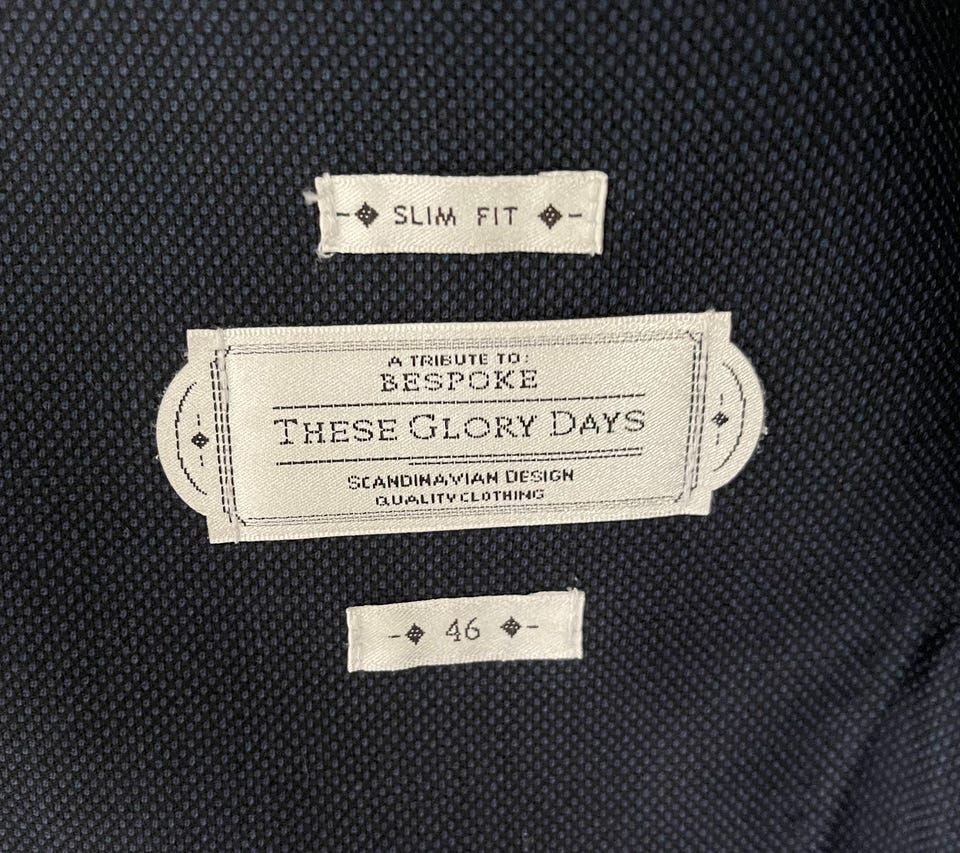 SLIM FIT
A TRIBUTE TO:
BESPOKE
THESE GLORY DAYS
SCANDINAVIAN DESIGN
QUALITY CLOTHING
46